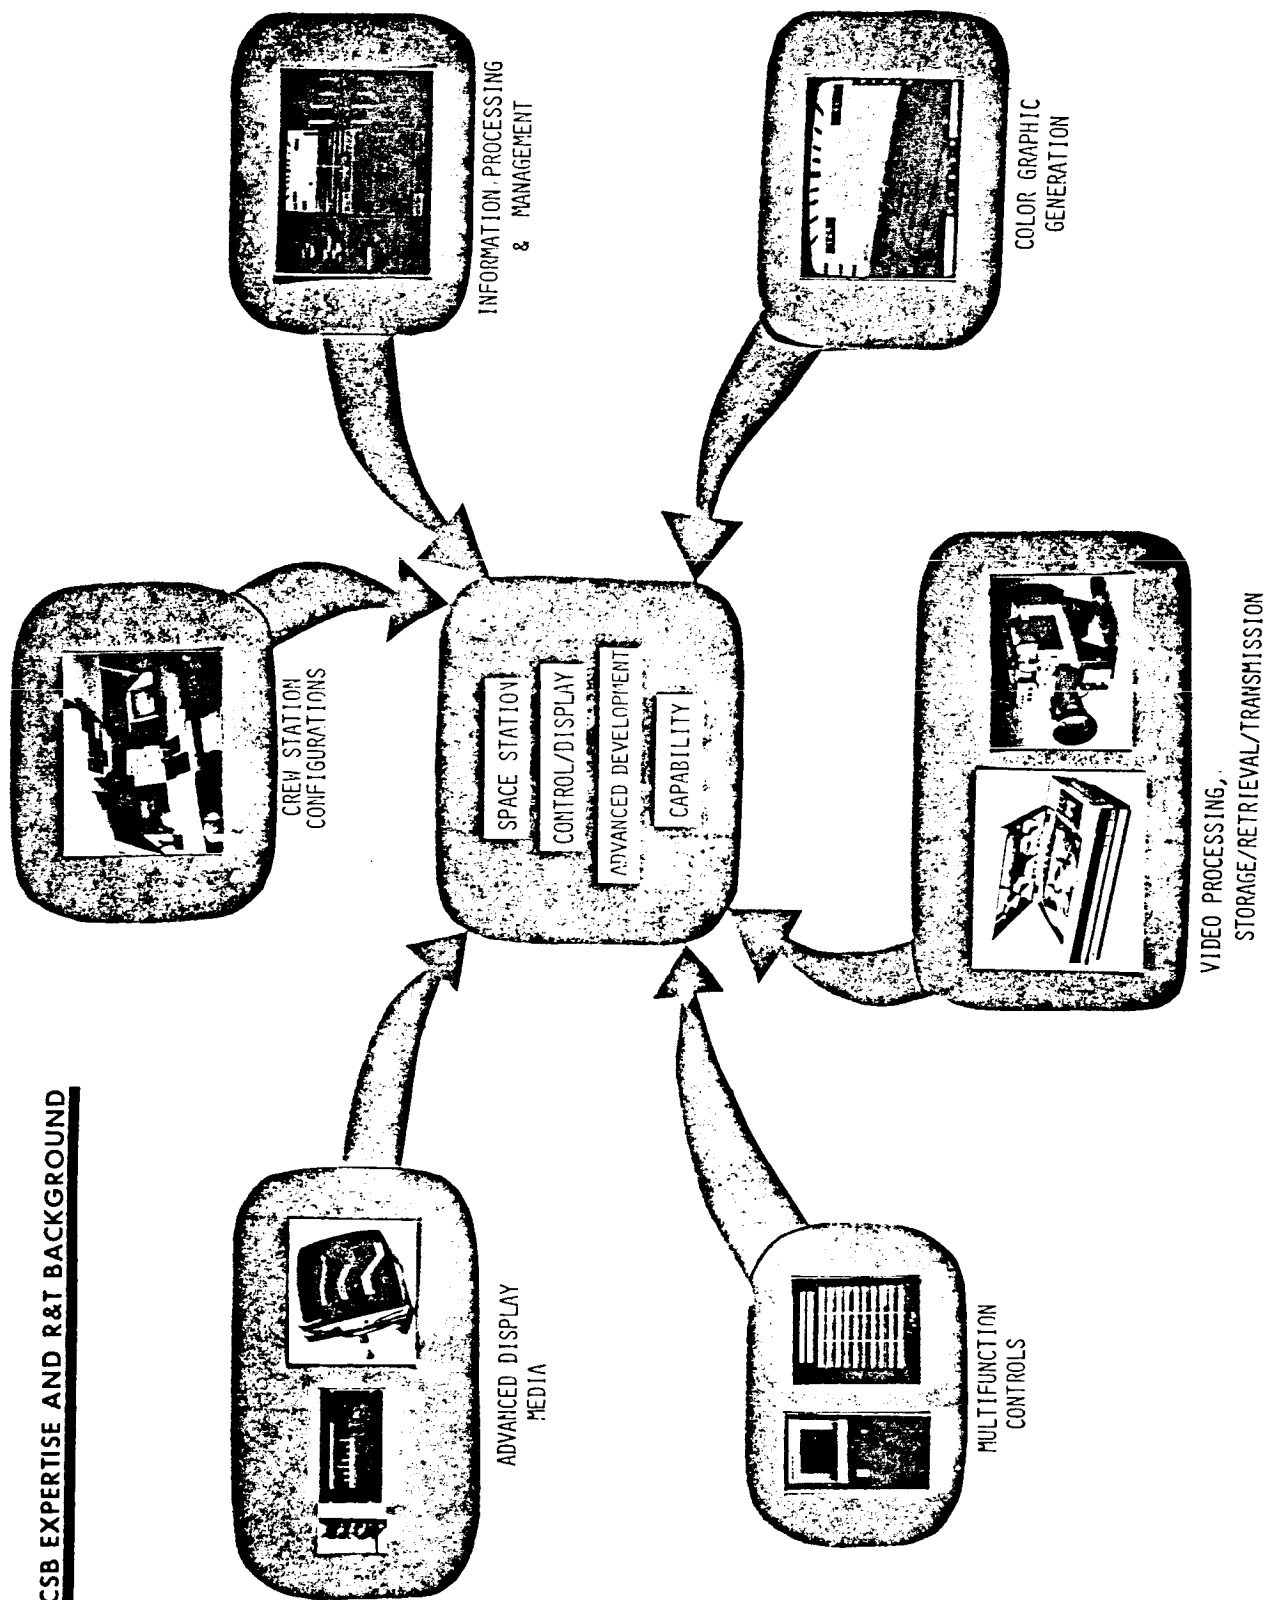 CSB EXPERTISE AND R&T BACKGROUND
CREW STATION
CONFIGURATIONS
ADVANCED DISPLAY
MEDIA
INFORMATION PROCESSING
& MANAGEMENT
SPACE STATION
CONTROL/DISPLAY
ADVANCED DEVELOPMENT
CAPABILITY
MULTIFUNCTION
CONTROLS
COLOR GRAPHIC
GENERATION
VIDEO PROCESSING,
STORAGE/RETRIEVAL/TRANSMISSION